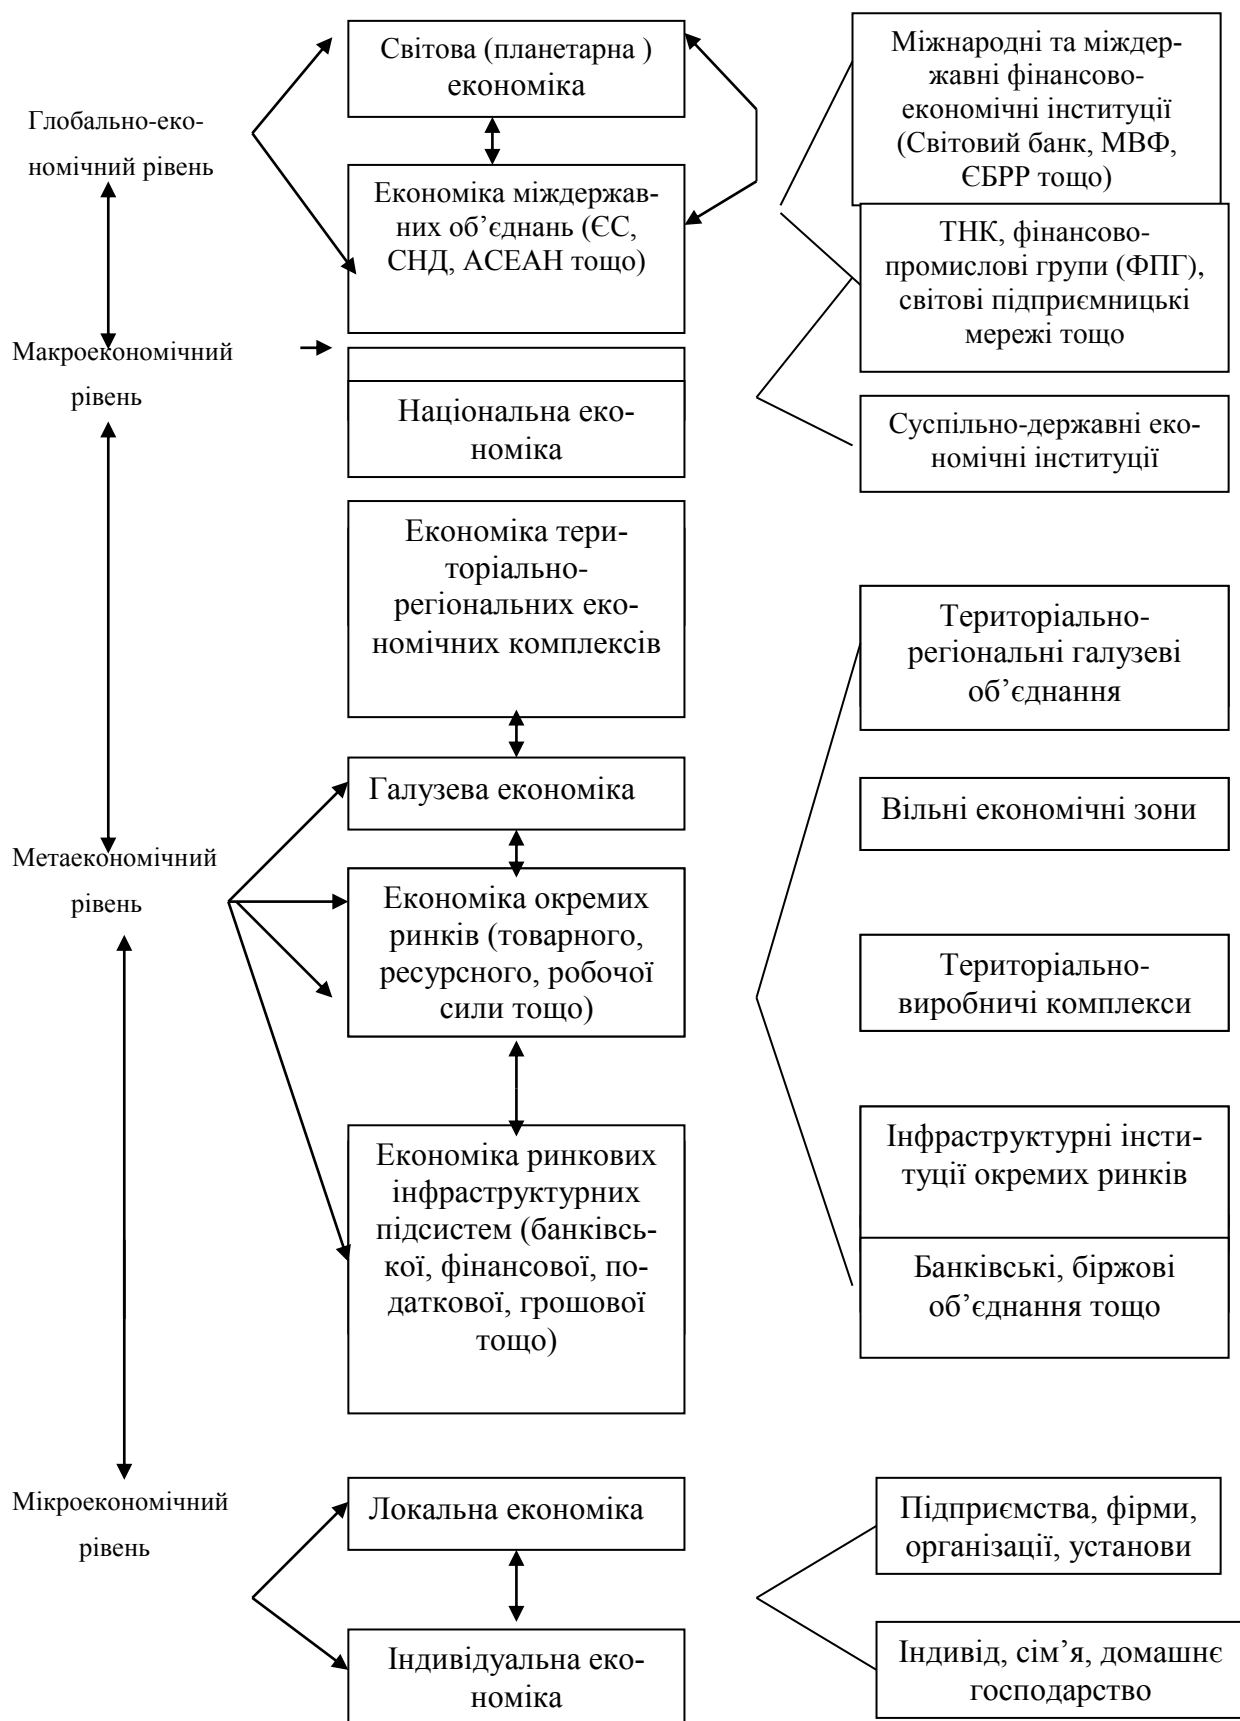 Світова (планетарна )
економіка
Міжнародні та міждер-
жавні фінансово-
економічні інституції
(Світовий банк, МВФ,
ЄБРР тощо)
Глобально-еко-
номічний рівень
Економіка міждержав-
них об’єднань (ЄС,
СНД, АСЕАН тощо)
ТНК, фінансово-
промислові групи (ФПГ),
світові підприємницькі
мережі тощо
Макроекономічний
рівень
Національна еко-
номіка
Суспільно-державні еко-
номічні інституції
Економіка тери-
торіально-
регіональних еко-
номічних комплексів
Територіально-
регіональні галузеві
об’єднання
Галузева економіка
Вільні економічні зони
Метаекономічний
рівень
Економіка окремих
ринків (товарного,
ресурсного, робочої
сили тощо)
Територіально-
виробничі комплекси
Економіка ринкових
інфраструктурних
підсистем (банківсь-
кої, фінансової, по-
даткової, грошової
тощо)
Інфраструктурні інсти-
туції окремих ринків
Банківські, біржові
об’єднання тощо
Мікроекономічний
рівень
Локальна економіка
Підприємства, фірми,
організації, установи
Індивідуальна еко-
номіка
Індивід, сім’я, домашнє
господарство